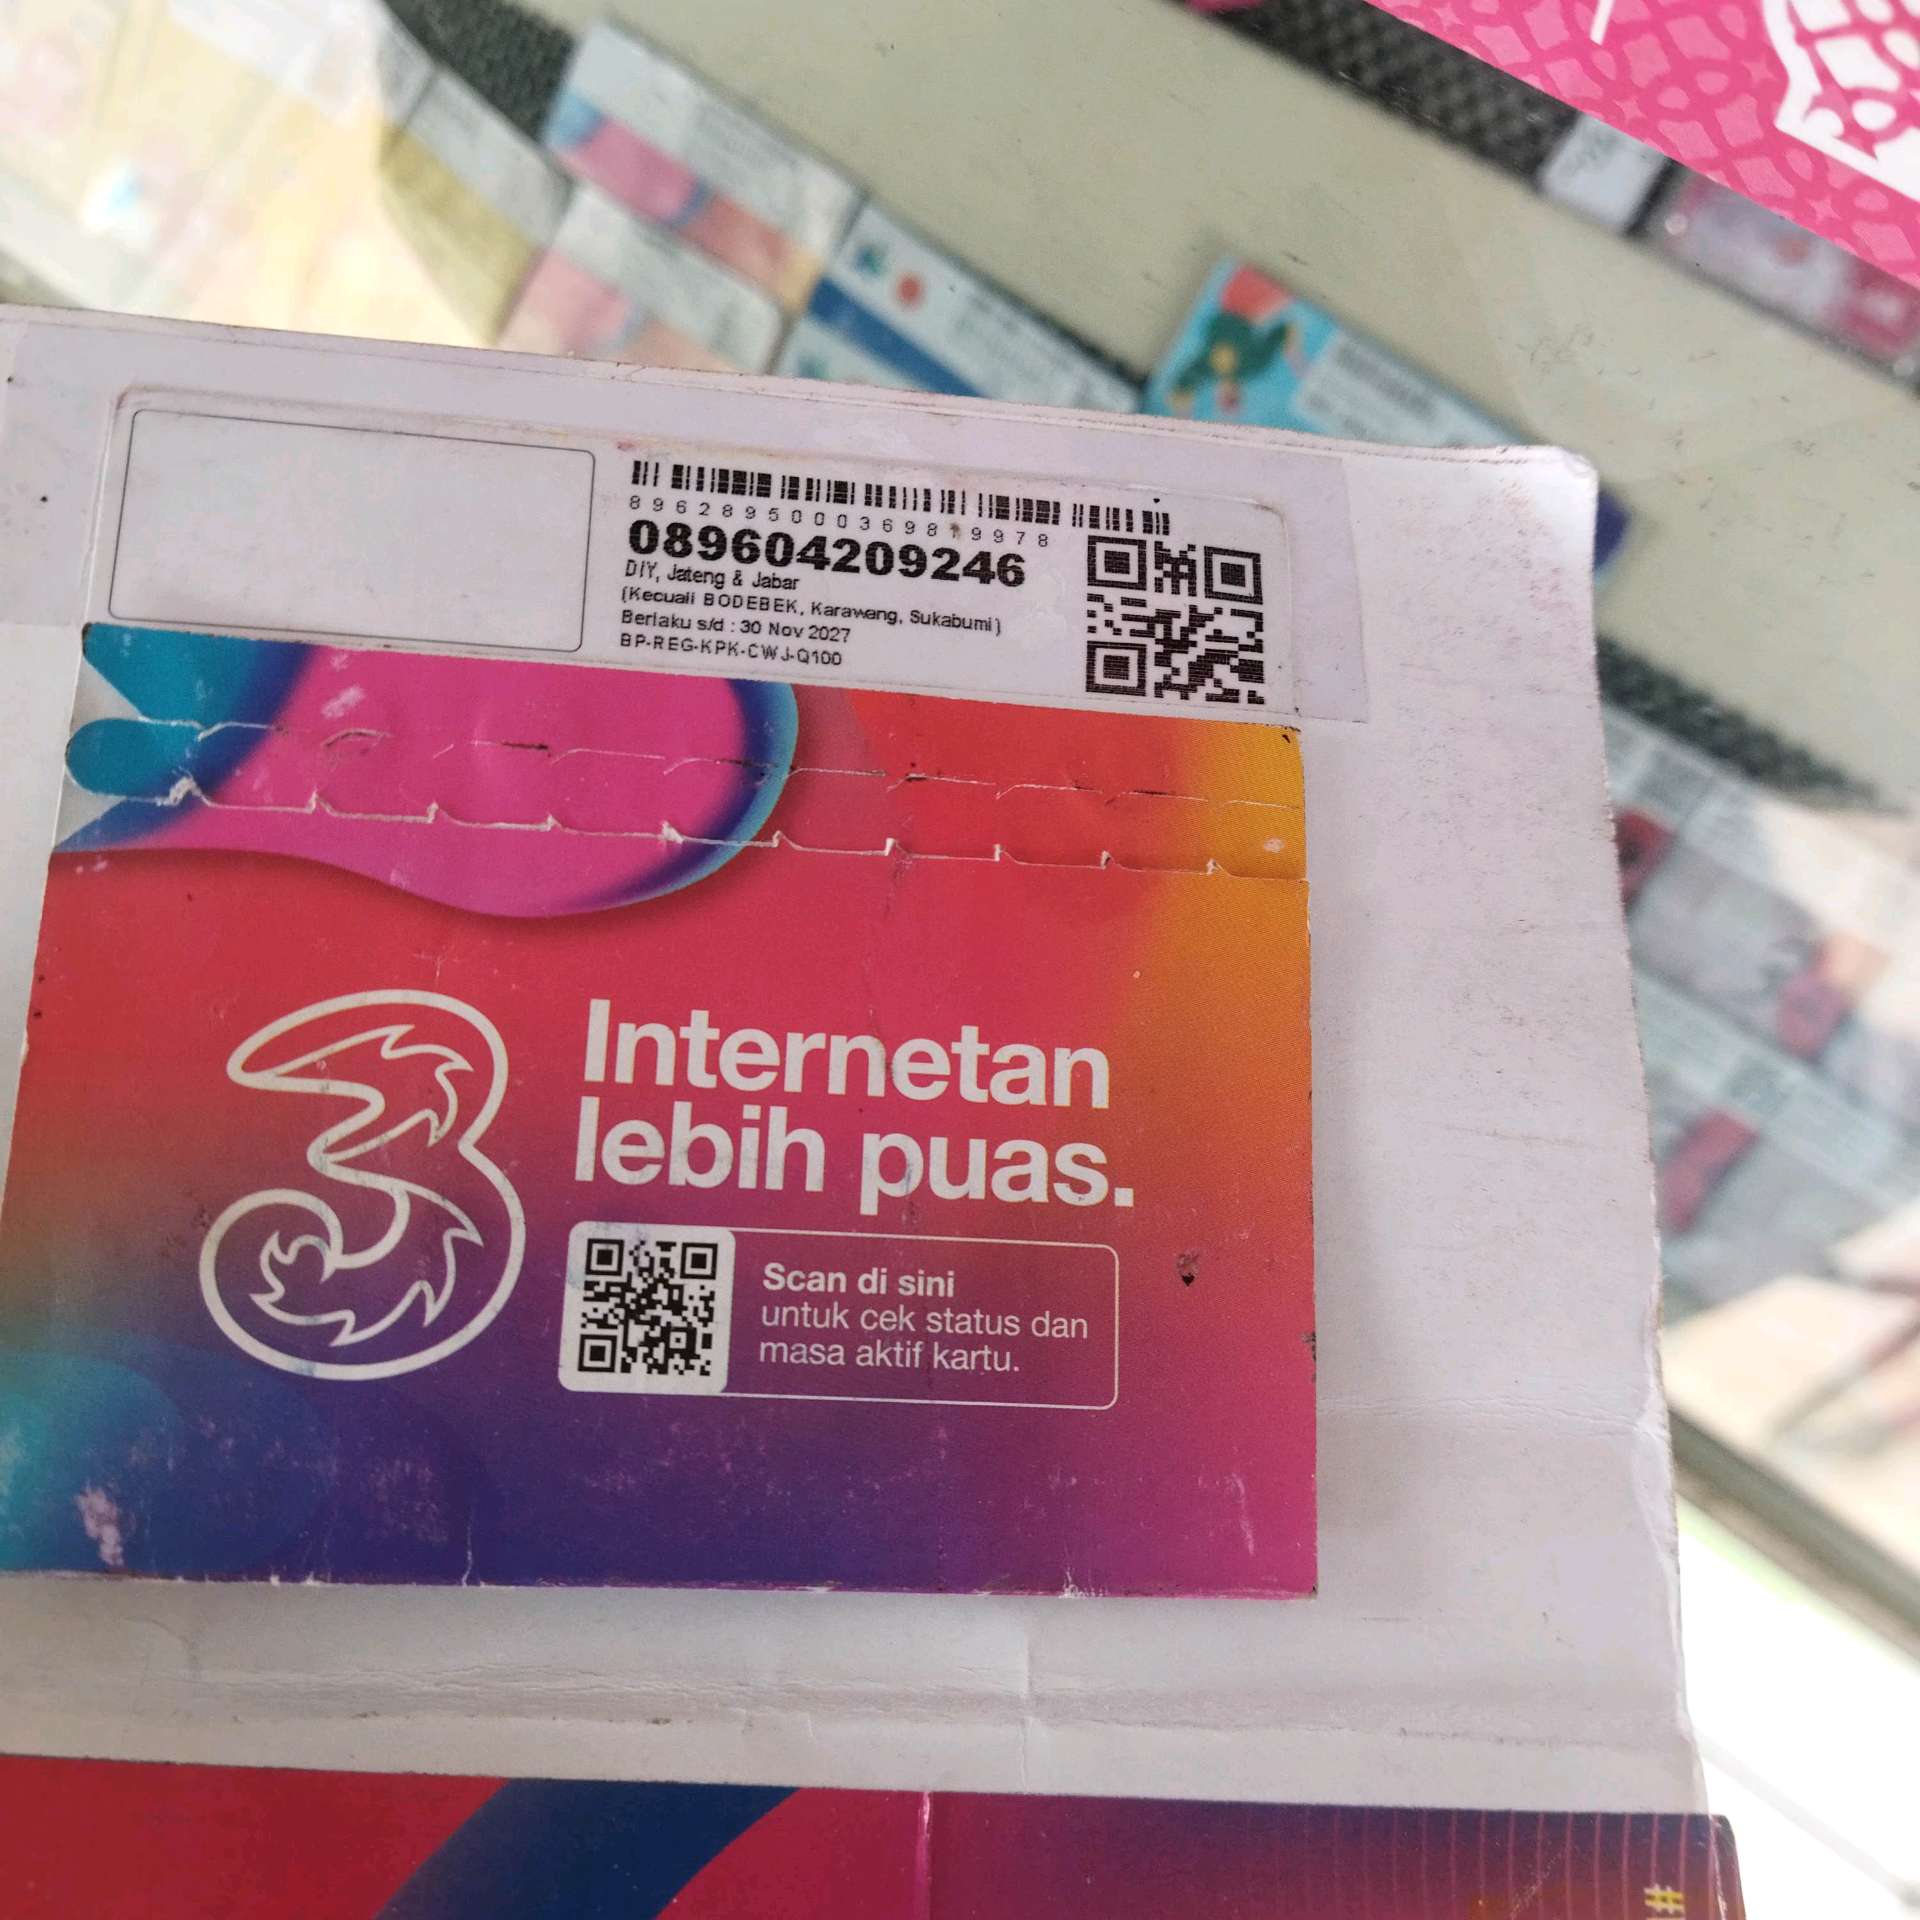 8962895000369819978
089604209246
DIY, Jateng & Jabar
(Kecuali BODEBEK, Karawang, Sukabumi)
Berlaku s/d : 30 Nov 2027
BP-REG-KPK-CWJ-Q100
3
Internetan
lebih puas.
Scan di sini
untuk cek status dan
masa aktif kartu.
#